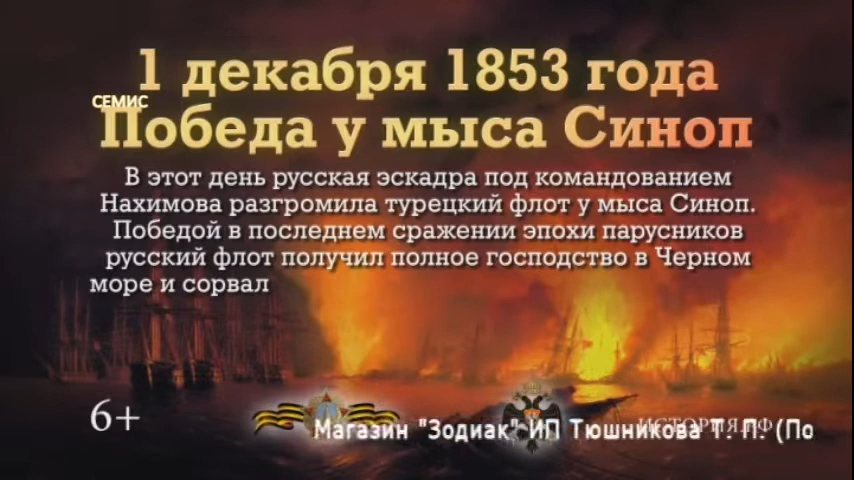 1 декабря 1853 года
СЕМИС
Победа у мыса Синоп
В этот день русская эскадра под командованием
Нахимова разгромила турецкий флот у мыса Синоп.
Победой в последнем сражении эпохи парусников
русский флот получил полное господство в Черном
море и сорвал
6+
ИСТОРИЯ.РФ
Магазин "Зодиак" ИП Тюшникова Т. П. (По